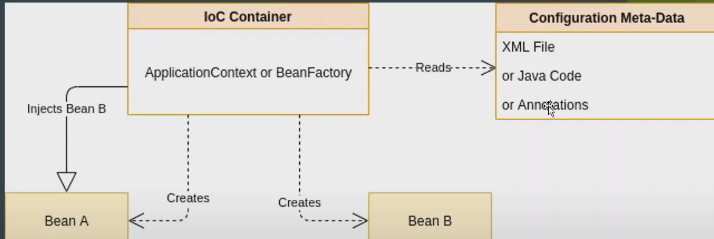 IoC Container
ApplicationContext or BeanFactory
Reads
Configuration Meta-Data
XML File
or Java Code
or Annotations
Injects Bean B
Creates
Creates
Bean A
Bean B